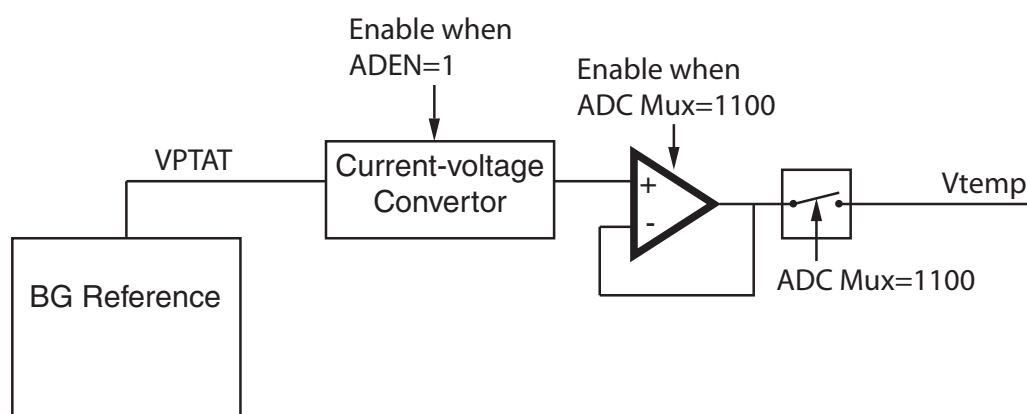 Enable when
ADEN=1
Enable when
ADC Mux=1100
VPTAT
Current-voltage
Convertor
+
-
Vtemp
ADC Mux=1100
BG Reference